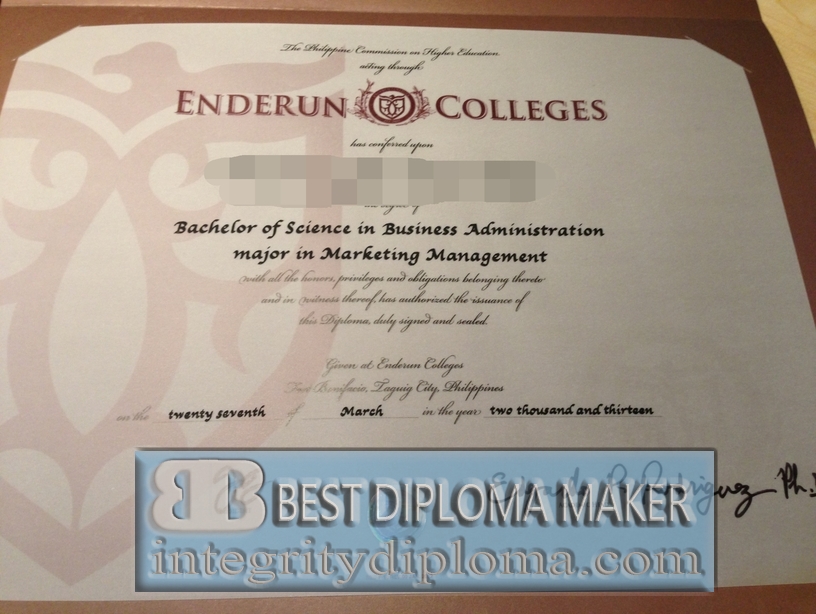 The Philippine Commission on Higher Education
acting through
ENDERUN COLLEGES
has conferred upon
Bachelor of Science in Business Administration
major in Marketing Management
with all the honors, privileges and obligations belonging thereto
and in witness thereof, has authorized the issuance of
this Diploma, duly signed and sealed.
Given at Enderun Colleges
Fort Bonifacio, Taguig City, Philippines
on the twenty seventh of March in the year two thousand and thirteen
Ph.D
BEST DIPLOMA MAKER
integritydiploma.com